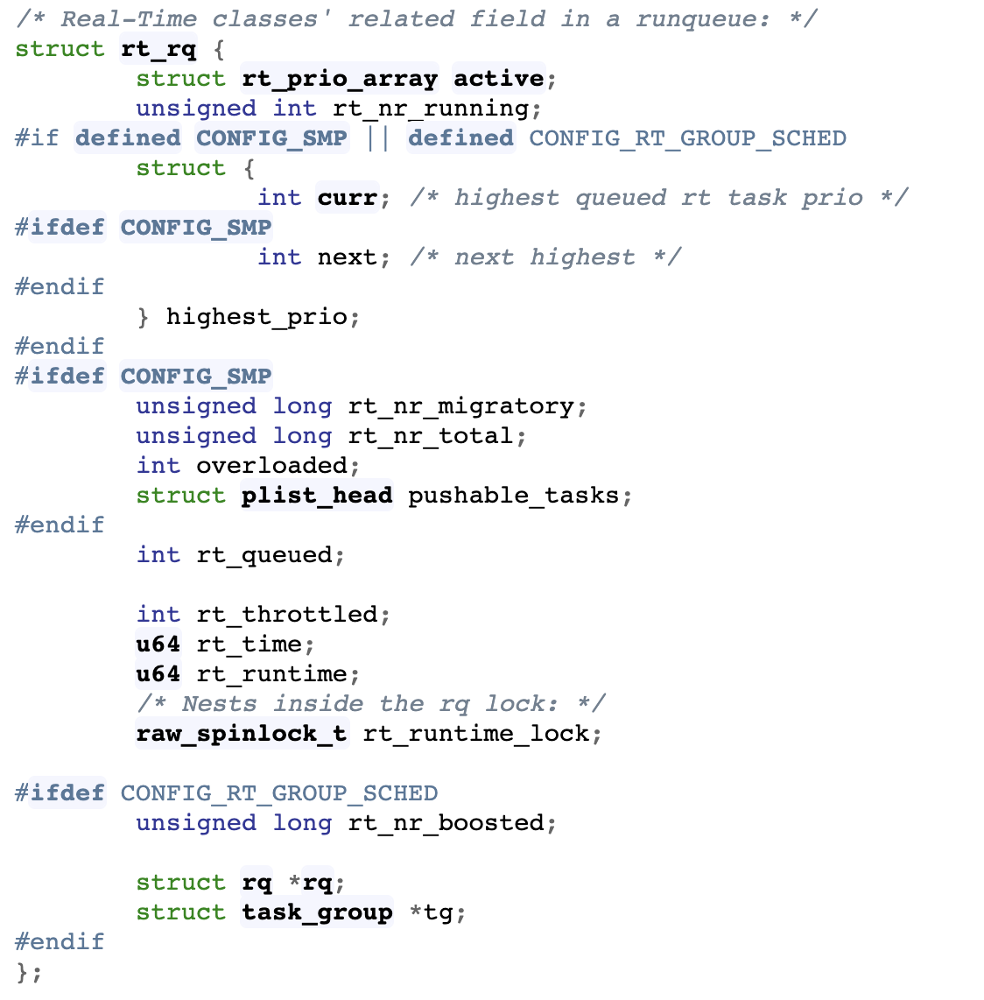 /* Real-Time classes' related field in a runqueue: */
struct rt_rq {
        struct rt_prio_array active;
        unsigned int rt_nr_running;
#if defined CONFIG_SMP || defined CONFIG_RT_GROUP_SCHED
        struct {
                int curr; /* highest queued rt task prio */
#ifdef CONFIG_SMP
                int next; /* next highest */
#endif
        } highest_prio;
#endif
#ifdef CONFIG_SMP
        unsigned long rt_nr_migratory;
        unsigned long rt_nr_total;
        int overloaded;
        struct plist_head pushable_tasks;
#endif
        int rt_queued;

        int rt_throttled;
        u64 rt_time;
        u64 rt_runtime;
        /* Nests inside the rq lock: */
        raw_spinlock_t rt_runtime_lock;

#ifdef CONFIG_RT_GROUP_SCHED
        unsigned long rt_nr_boosted;

        struct rq *rq;
        struct task_group *tg;
#endif
};